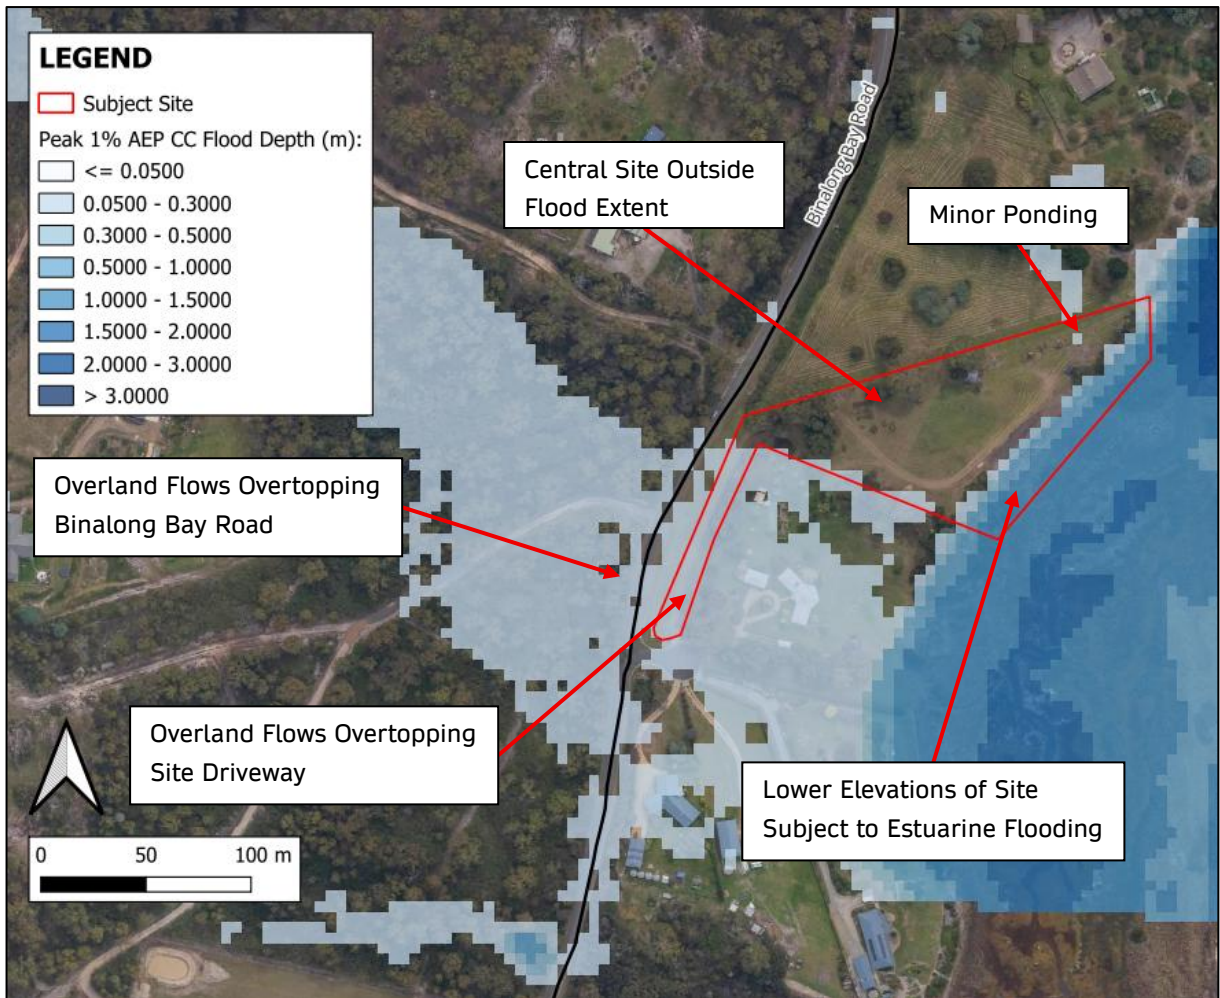 LEGEND
Subject Site
Peak 1% AEP CC Flood Depth (m):
<= 0.0500
0.0500 - 0.3000
0.3000 - 0.5000
0.5000 - 1.0000
1.0000 - 1.5000
1.5000 - 2.0000
2.0000 - 3.0000
> 3.0000
Binalong Bay Road
Central Site Outside
Flood Extent
Minor Ponding
Overland Flows Overtopping
Binalong Bay Road
Overland Flows Overtopping
Site Driveway
Lower Elevations of Site
Subject to Estuarine Flooding
0 50 100 m